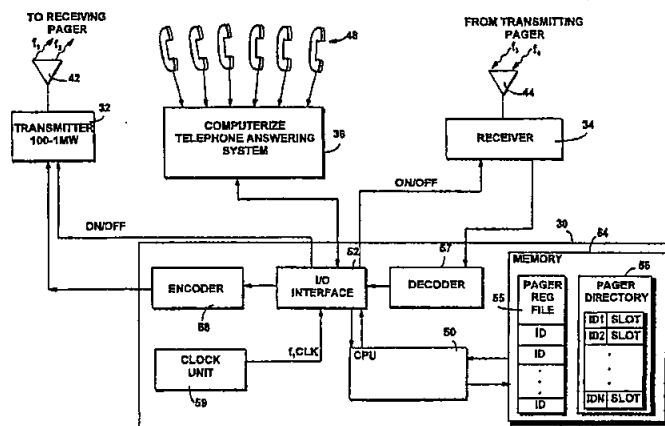 TO RECEIVING
PAGER
f1 f2
42
32
TRANSMITTER
100-1MW
48
COMPUTERIZE
TELEPHONE ANSWERING
SYSTEM
36
FROM TRANSMITTING
PAGER
f3 f4
44
34
RECEIVER
ON/OFF
ON/OFF
30
52
57
54
ENCODER
58
I/O
INTERFACE
DECODER
MEMORY
55
PAGER
REG
FILE
ID
ID
ID
56
PAGER
DIRECTORY
ID1 SLOT
ID2 SLOT
IDN SLOT
f,CLK
CLOCK
UNIT
59
CPU
50